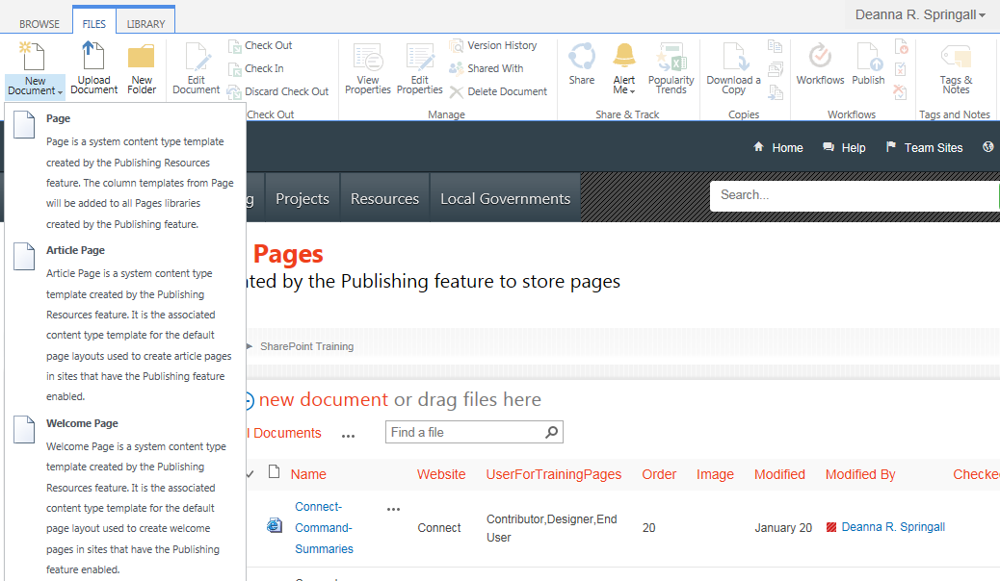 BROWSE FILES LIBRARY Deanna R. Springall
New Document
Upload Document
New Folder
Edit Document
Check Out
Check In
Discard Check Out
Check Out
View Properties
Edit Properties
Version History
Shared With
Delete Document
Manage
Share
Alert Me
Popularity Trends
Share & Track
Download a Copy
Copies
Workflows
Publish
Workflows
Tags & Notes
Tags and Notes
Page
Page is a system content type template
created by the Publishing Resources
feature. The column templates from Page
will be added to all Pages libraries
created by the Publishing feature.
Article Page
Article Page is a system content type
template created by the Publishing
Resources feature. It is the associated
content type template for the default
page layouts used to create article pages
in sites that have the Publishing feature
enabled.
Welcome Page
Welcome Page is a system content type
template created by the Publishing
Resources feature. It is the associated
content type template for the default
page layout used to create welcome
pages in sites that have the Publishing
feature enabled.
Home Help Team Sites
g Projects Resources Local Governments Search...
Pages
ated by the Publishing feature to store pages
SharePoint Training
new document or drag files here
l Documents ... Find a file
Name Website UserForTrainingPages Order Image Modified Modified By Checke
Connect-
Command-
Summaries
...
Connect
Contributor,Designer,End
User
20
January 20
Deanna R. Springall